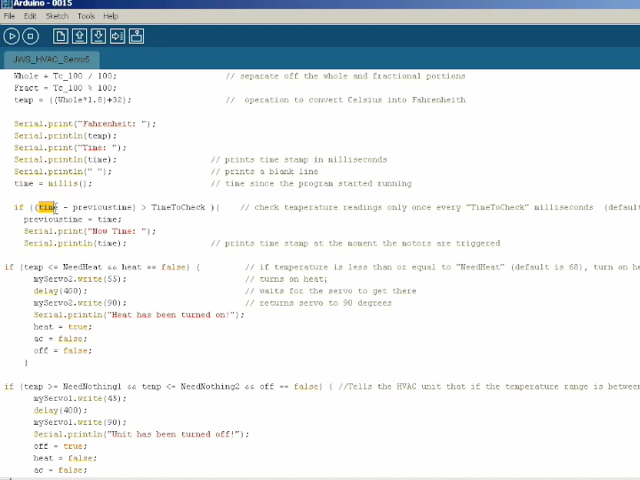 Arduino - 0015
File Edit Sketch Tools Help
JWS_HVAC_Servo5
Whole = Tc_100 / 100; // separate off the whole and fractional portions
Fract = Tc_100 % 100;
temp = ((Whole*1.8)+32); // operation to convert Celsius into Fahrenheith
Serial.print("Fahrenheit: ");
Serial.println(temp);
Serial.print("Time: ");
Serial.println(time); // prints time stamp in milliseconds
Serial.println(" "); // prints a blank line
time = millis(); // time since the program started running
if ((time - previoustime) > TimeToCheck ){ // check temperature readings only once every "TimeToCheck" milliseconds (defau
previoustime = time;
Serial.print("Now Time: ");
Serial.println(time); // prints time stamp at the moment the motors are triggered
if (temp <= NeedHeat && heat == false) { // if temperature is less than or equal to "NeedHeat" (default is 68), turn on he
myServo2.write(55); // turns on heat;
delay(400); // waits for the servo to get there
myServo2.write(90); // returns servo to 90 degrees
Serial.println("Heat has been turned on!");
heat = true;
ac = false;
off = false;
}
if (temp >= NeedNothing1 && temp <= NeedNothing2 && off == false) { //Tells the HVAC unit that if the temperature range is between
myServo1.write(45);
delay(400);
myServo1.write(90);
Serial.println("Unit has been turned off!");
off = true;
heat = false;
ac = false;